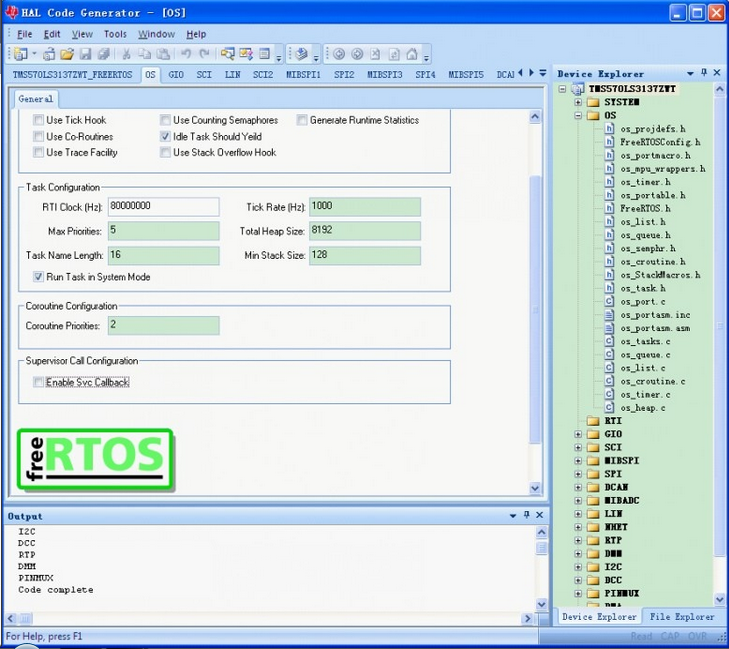 HAL Code Generator - [OS]
File Edit View Tools Window Help
TMS570LS3137ZWT_FREERTOS OS GIO SCI LIN SCI2 MIBSPI1 SPI2 MIBSPI3 SPI4 MIBSPI5 DCAI
General
Use Tick Hook Use Counting Semaphores Generate Runtime Statistics
Use Co-Routines Idle Task Should Yeild
Use Trace Facility Use Stack Overflow Hook
Task Configuration
RTI Clock (Hz): 80000000 Tick Rate (Hz): 1000
Max Priorities: 5 Total Heap Size: 8192
Task Name Length: 16 Min Stack Size: 128
Run Task in System Mode
Coroutine Configuration
Coroutine Priorities: 2
Supervisor Call Configuration
Enable Svc Callback
free RTOS
Output
I2C
DCC
RTP
DMM
PINMUX
Code complete
Device Explorer
TMS570LS3137ZWT
SYSTEM
OS
os_projdefs.h
FreeRTOSConfig.h
os_portmacro.h
os_mpu_wrappers.h
os_timer.h
os_portable.h
FreeRTOS.h
os_list.h
os_queue.h
os_semphr.h
os_croutine.h
os_StackMacros.h
os_task.h
os_port.c
os_portasm.inc
os_portasm.asm
os_tasks.c
os_queue.c
os_list.c
os_croutine.c
os_timer.c
os_heap.c
RTI
GIO
SCI
MIBSPI
SPI
DCAN
MIBADC
LIN
NHET
RTP
DMM
I2C
DCC
PINMUX
DMA
Device Explorer File Explorer
For Help, press F1 Read CAP OVR